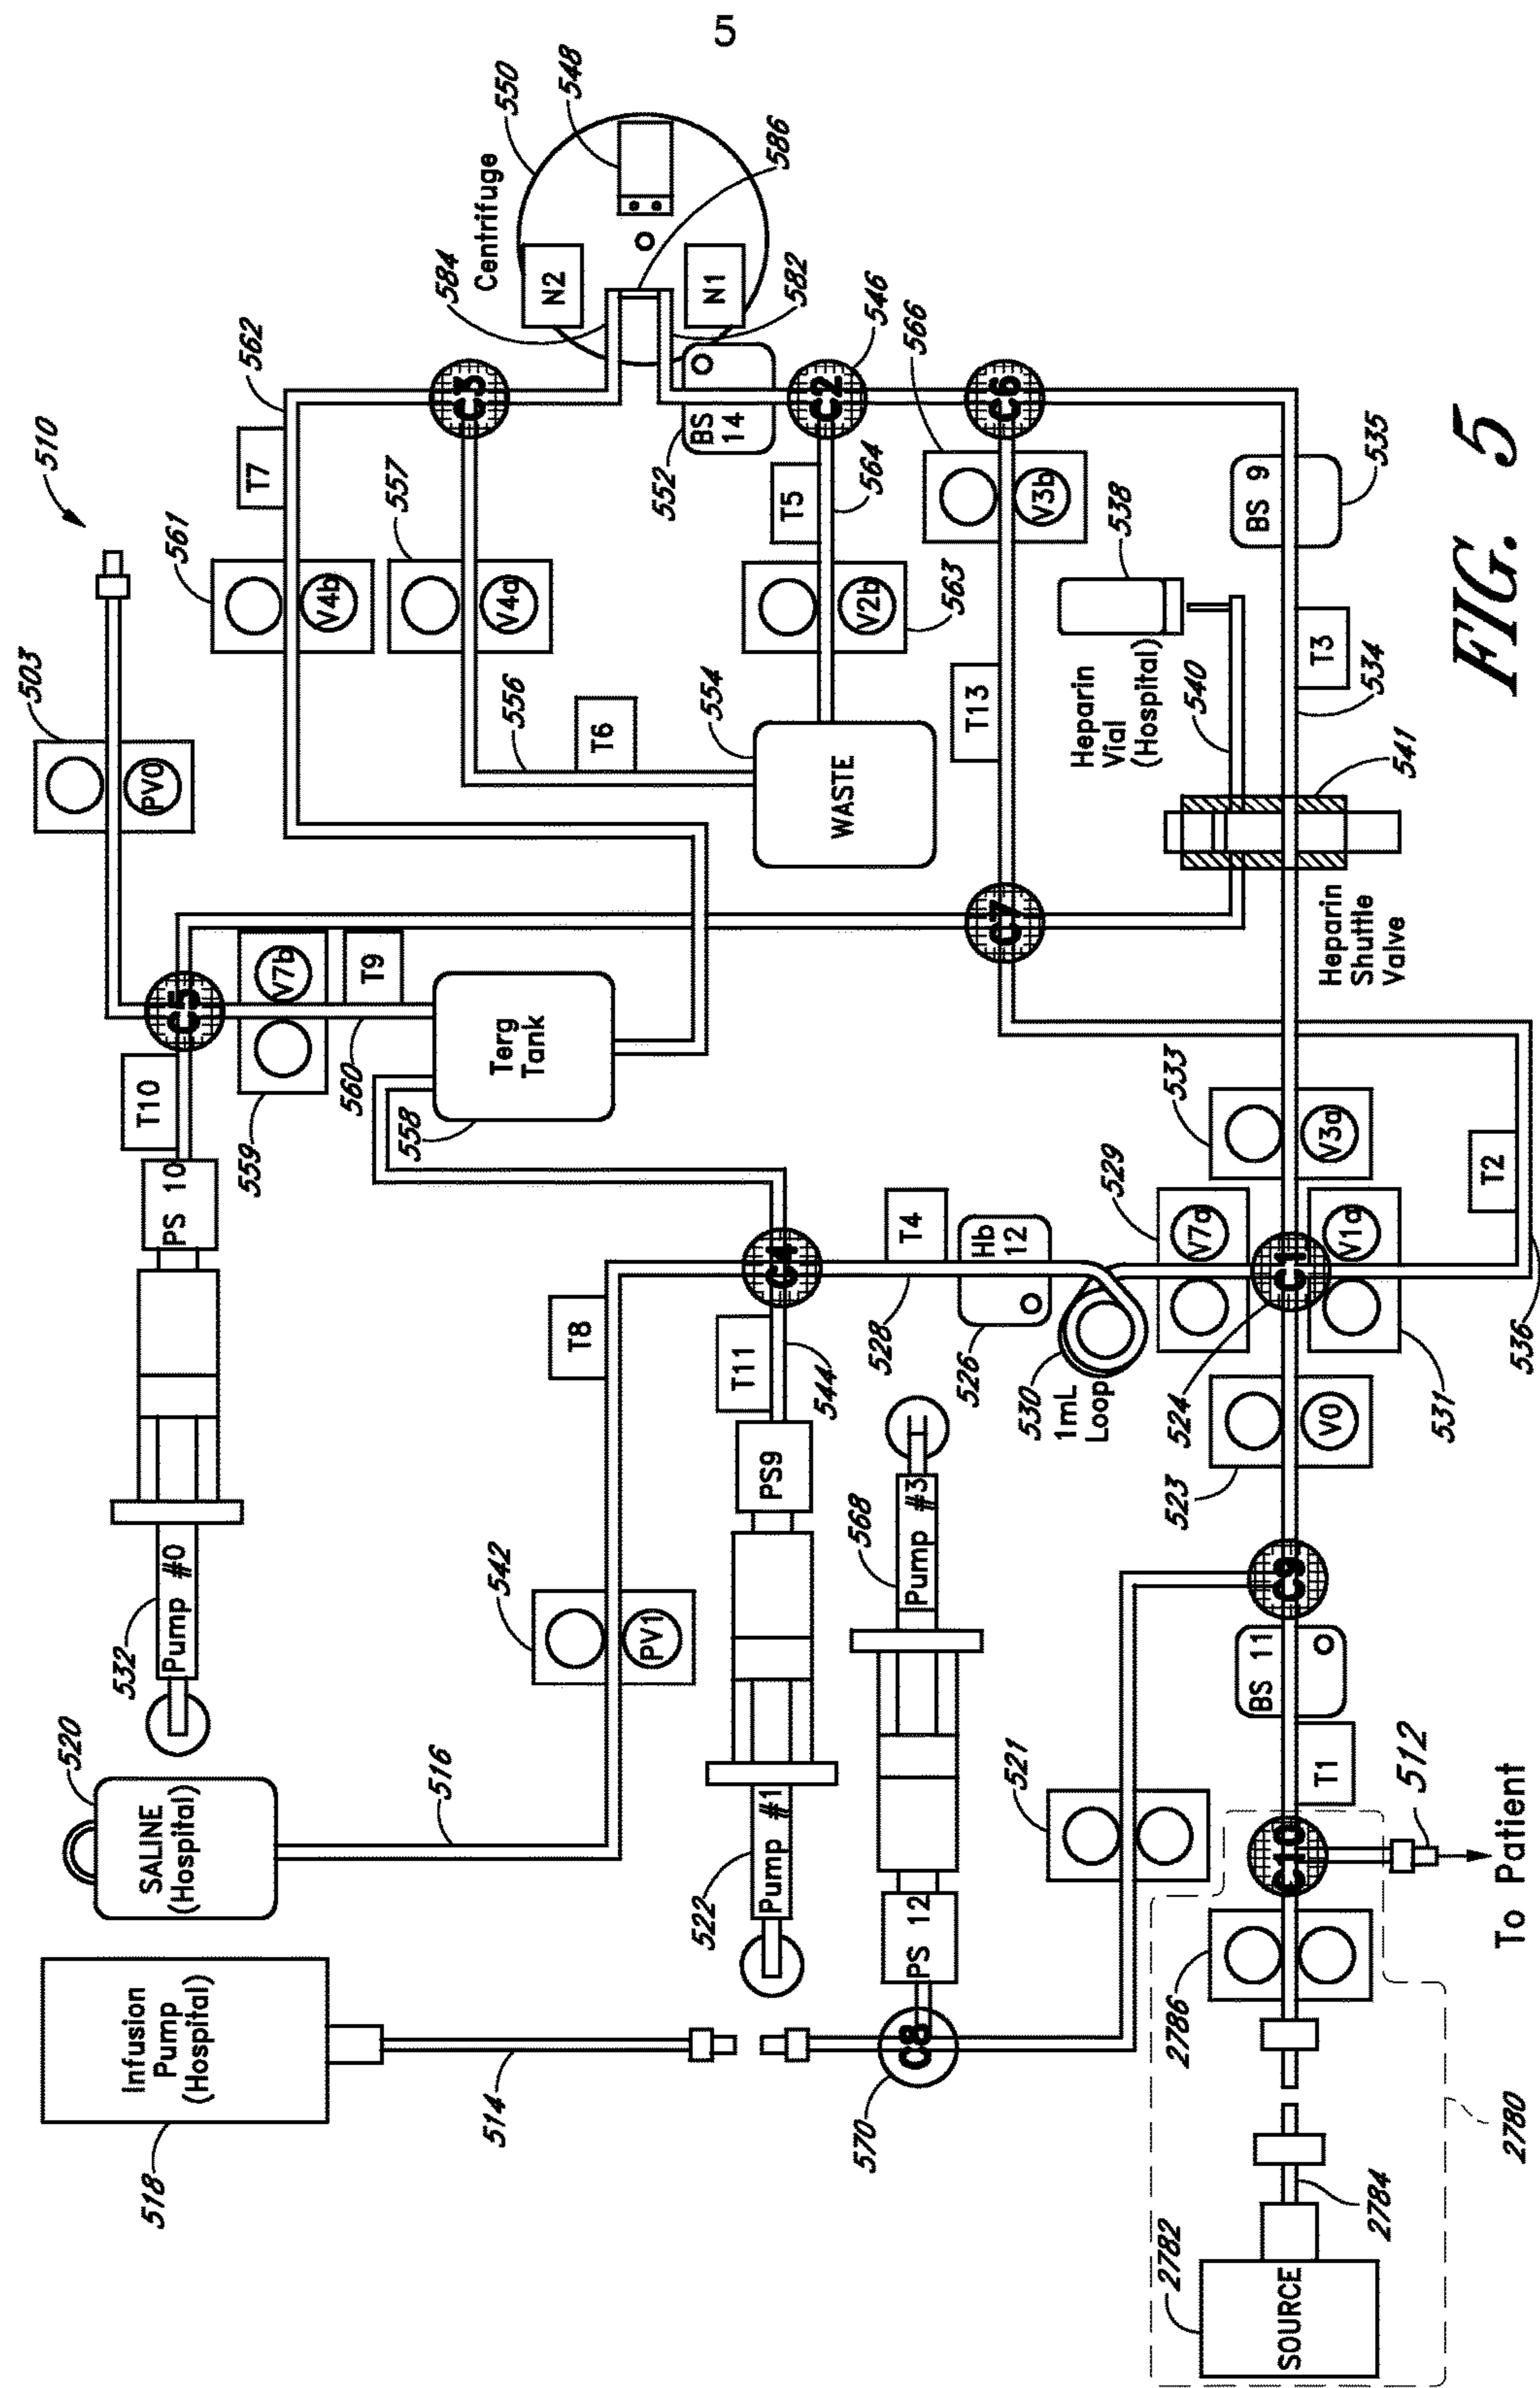 5
510
503
PV0
561
V4b
T7
562
557
V4a
556
T6
Centrifuge
550
548
586
584
N2
N1
582
C3
552
BS
14
C2
546
T5
564
V2b
563
554
WASTE
566
C6
V3b
T13
538
Heparin
Vial
(Hospital)
540
BS 9
535
T3
534
541
Heparin
Shuttle
Valve
C7
C5
V7b
T9
559
560
T10
PS 10
Pump #0
532
Terg
Tank
558
520
SALINE
(Hospital)
516
542
PV1
T8
C4
T11
544
PS9
Pump #1
522
T4
528
Hb
12
526
530
1mL
Loop
529
V7a
533
V3a
C1
524
V1a
531
T2
536
523
V0
568
Pump #3
PS 12
C8
570
521
C9
BS 11
T1
C10
512
To Patient
Infusion
Pump
(Hospital)
518
514
2786
2780
2784
2782
SOURCE
FIG. 5